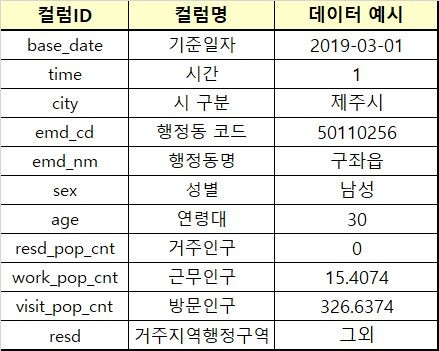 컬럼ID 컬럼명 데이터 예시
base_date 기준일자 2019-03-01
time 시간 1
city 시 구분 제주시
emd_cd 행정동 코드 50110256
emd_nm 행정동명 구좌읍
sex 성별 남성
age 연령대 30
resd_pop_cnt 거주인구 0
work_pop_cnt 근무인구 15.4074
visit_pop_cnt 방문인구 326.6374
resd 거주지역행정구역 그외